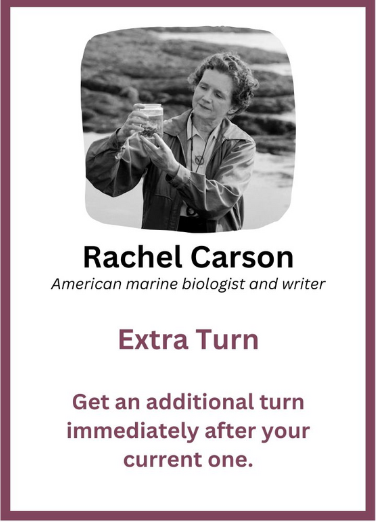 Rachel Carson
American marine biologist and writer
Extra Turn
Get an additional turn
immediately after your
current one.